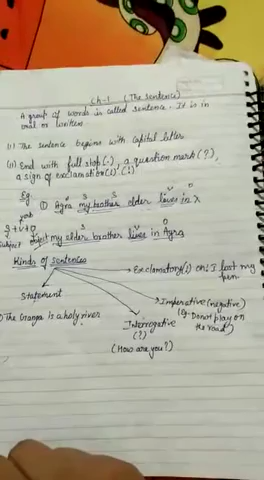 Ch-1 (The Sentence)
A group of words is called sentence. It is in
oral or written
(i) The sentence begins with capital letter
(ii) End with full stop (.), a question mark (?),
a sign of exclamation (!)
Eg.
① Agra my brother elder lives in x
S+V+O
Subject my elder brother lives in Agra
Kinds of sentences
Exclamatory(!) Oh! I lost my
pen
Statement
Imperative (negative)
(Eg. Do not play on
the road)
The Ganga is a holy river
Interrogative
(?)
(How are you?)